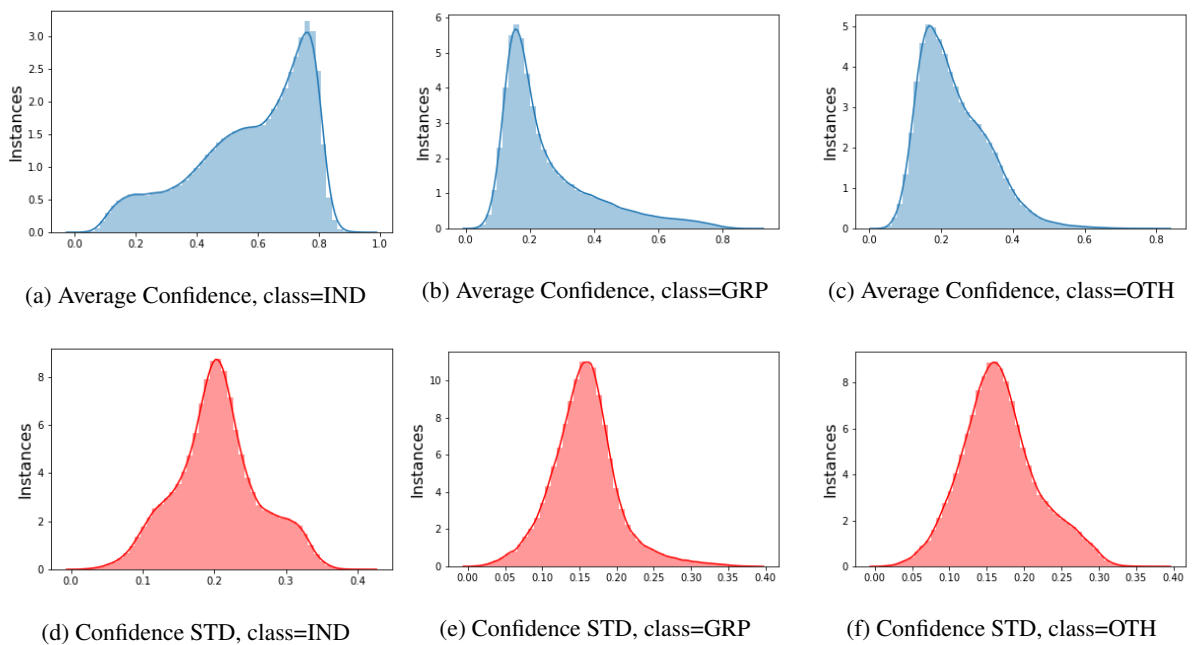 3.0
2.5
2.0
1.5
1.0
0.5
0.0
Instances
0.0 0.2 0.4 0.6 0.8 1.0
(a) Average Confidence, class=IND
6
5
4
3
2
1
0
Instances
0.0 0.2 0.4 0.6 0.8
(b) Average Confidence, class=GRP
5
4
3
2
1
0
Instances
0.0 0.2 0.4 0.6 0.8
(c) Average Confidence, class=OTH
8
6
4
2
0
Instances
0.0 0.1 0.2 0.3 0.4
(d) Confidence STD, class=IND
10
8
6
4
2
0
Instances
0.00 0.05 0.10 0.15 0.20 0.25 0.30 0.35 0.40
(e) Confidence STD, class=GRP
8
6
4
2
0
Instances
0.00 0.05 0.10 0.15 0.20 0.25 0.30 0.35 0.40
(f) Confidence STD, class=OTH